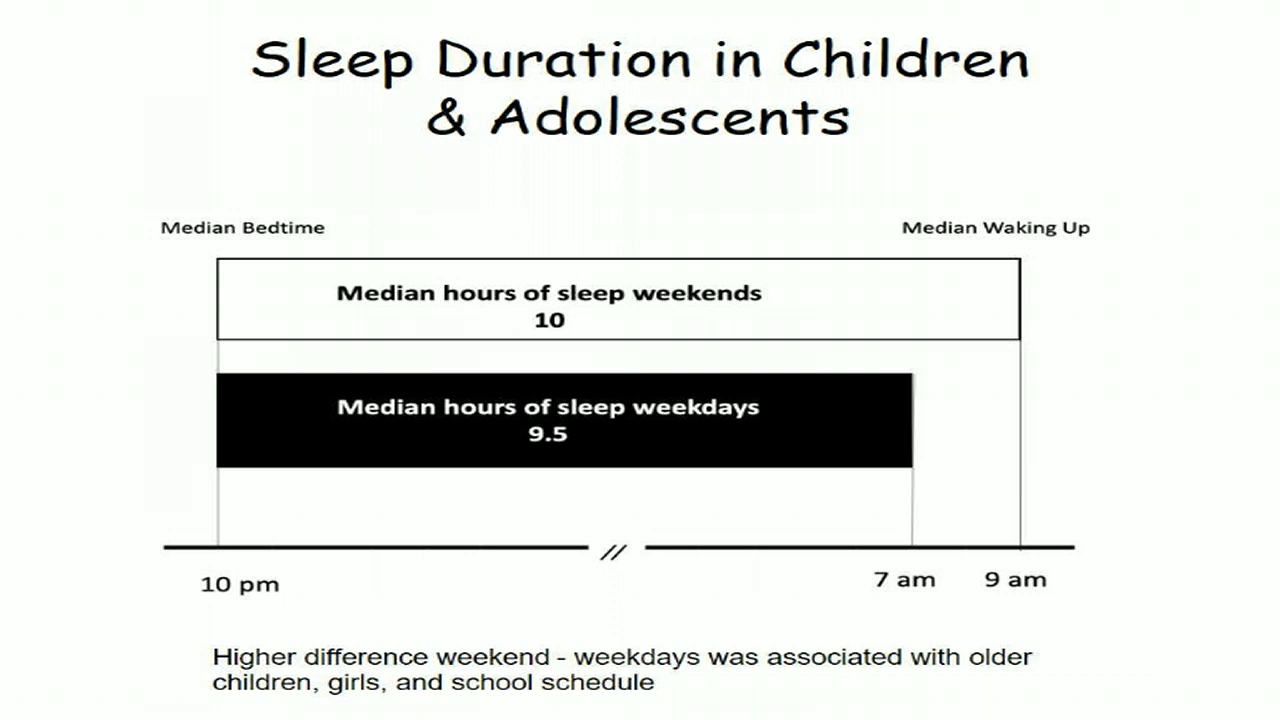 Sleep Duration in Children
& Adolescents
Median Bedtime
Median Waking Up
Median hours of sleep weekends
10
Median hours of sleep weekdays
9.5
10 pm
7 am
9 am
Higher difference weekend - weekdays was associated with older
children, girls, and school schedule